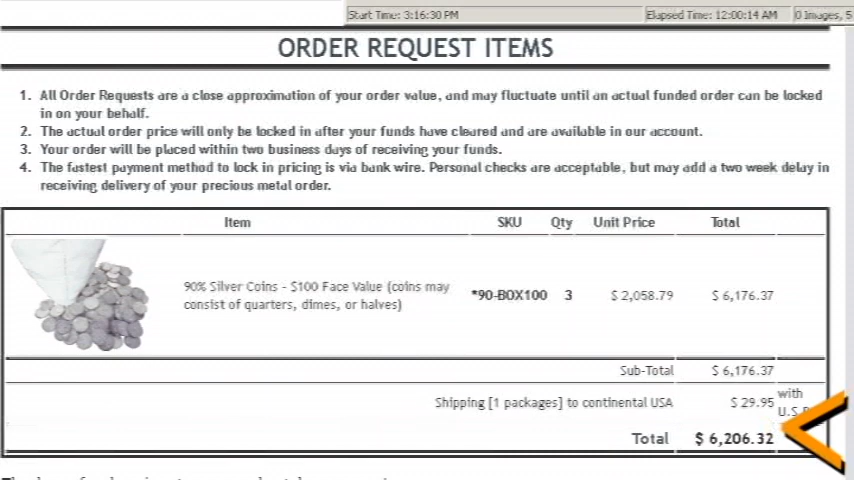 Start Time: 3:16:30 PM Elapsed Time: 12:00:14 AM 0 Images, 5
ORDER REQUEST ITEMS
1. All Order Requests are a close approximation of your order value, and may fluctuate until an actual funded order can be locked
in on your behalf.
2. The actual order price will only be locked in after your funds have cleared and are available in our account.
3. Your order will be placed within two business days of receiving your funds.
4. The fastest payment method to lock in pricing is via bank wire. Personal checks are acceptable, but may add a two week delay in
receiving delivery of your precious metal order.
Item SKU Qty Unit Price Total
90% Silver Coins - $100 Face Value (coins may
consist of quarters, dimes, or halves)
*90-BOX100 3 $ 2,058.79 $ 6,176.37
Sub-Total $ 6,176.37
Shipping [1 packages] to continental USA $ 29.95 with
Total $ 6,206.32